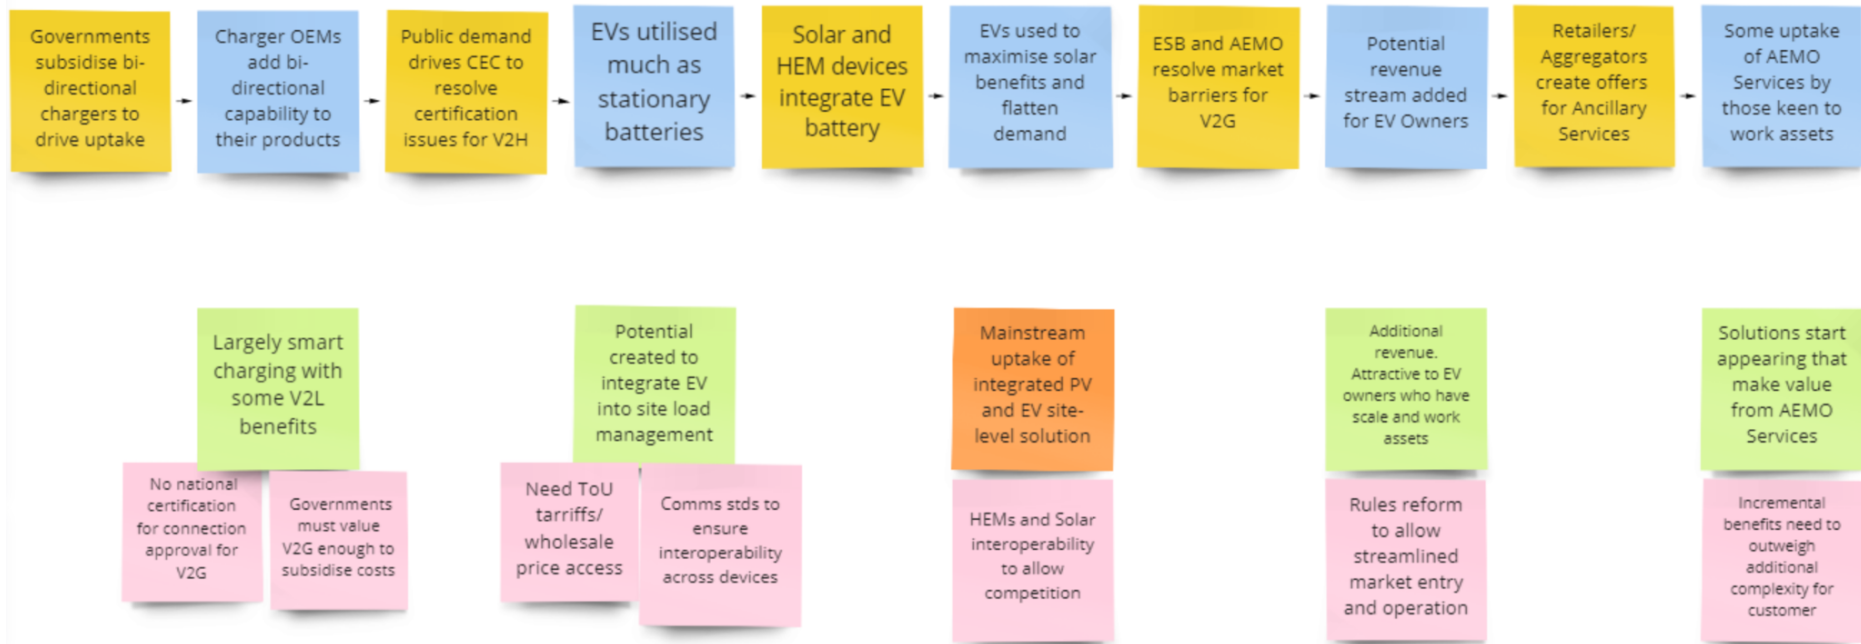 Governments
subsidise bi-
directional
chargers to
drive uptake
Charger OEMs
add bi-
directional
capability to
their products
Public demand
drives CEC to
resolve
certification
issues for V2H
EVs utilised
much as
stationary
batteries
Solar and
HEM devices
integrate EV
battery
EVs used to
maximise solar
benefits and
flatten
demand
ESB and AEMO
resolve market
barriers for
V2G
Potential
revenue
stream added
for EV Owners
Retailers/
Aggregators
create offers
for Ancillary
Services
Some uptake
of AEMO
Services by
those keen to
work assets
Largely smart
charging with
some V2L
benefits
No national
certification
for connection
approval for
V2G
Governments
must value
V2G enough to
subsidise costs
Potential
created to
integrate EV
into site load
management
Need ToU
tarriffs/
wholesale
price access
Comms stds to
ensure
interoperability
across devices
Mainstream
uptake of
integrated PV
and EV site-
level solution
HEMs and Solar
interoperability
to allow
competition
Additional
revenue.
Attractive to EV
owners who have
scale and work
assets
Rules reform
to allow
streamlined
market entry
and operation
Solutions start
appearing that
make value
from AEMO
Services
Incremental
benefits need to
outweigh
additional
complexity for
customer